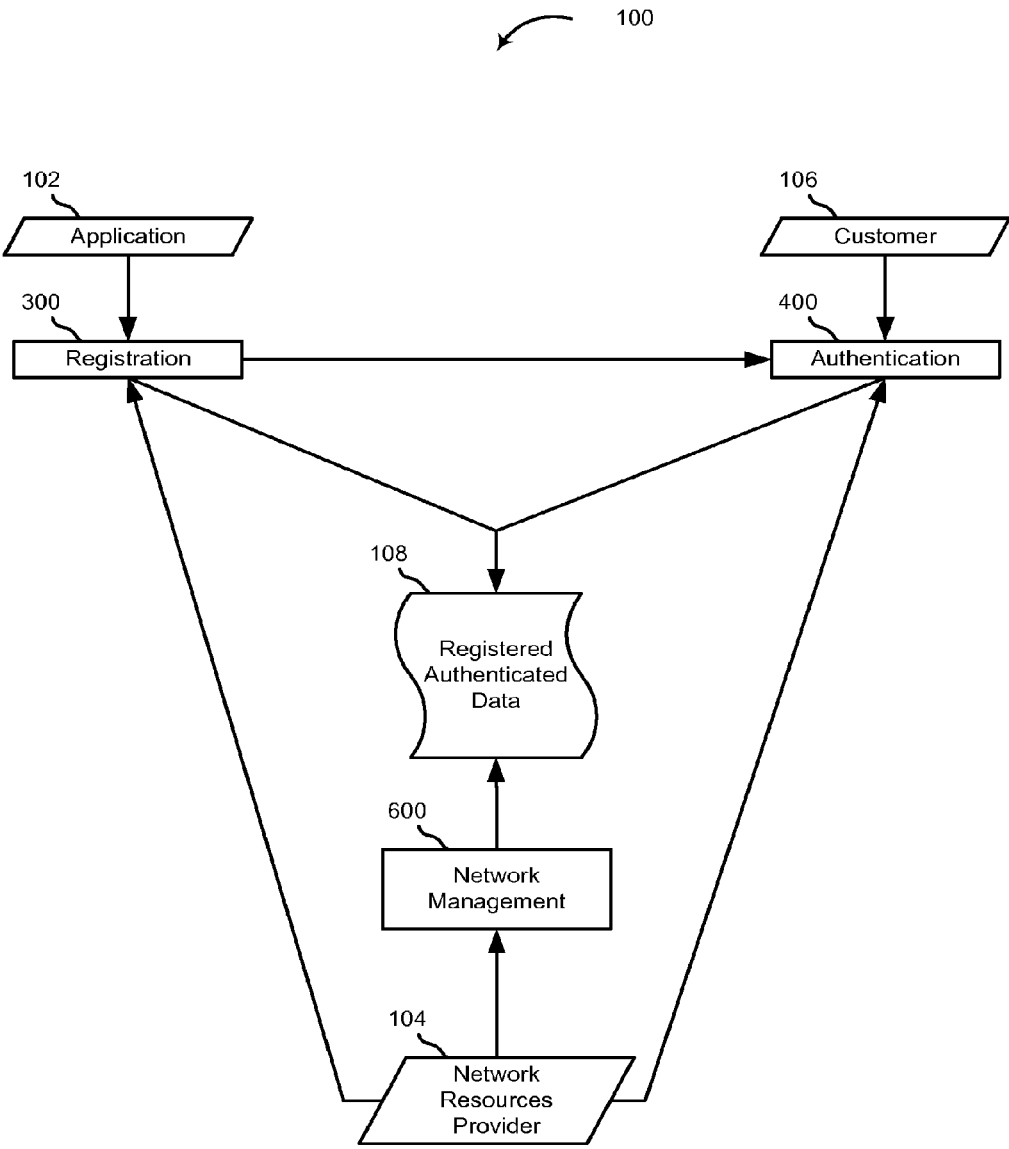 100
102
106
Application
Customer
300
400
Registration
Authentication
108
Registered
Authenticated
Data
600
Network
Management
104
Network
Resources
Provider